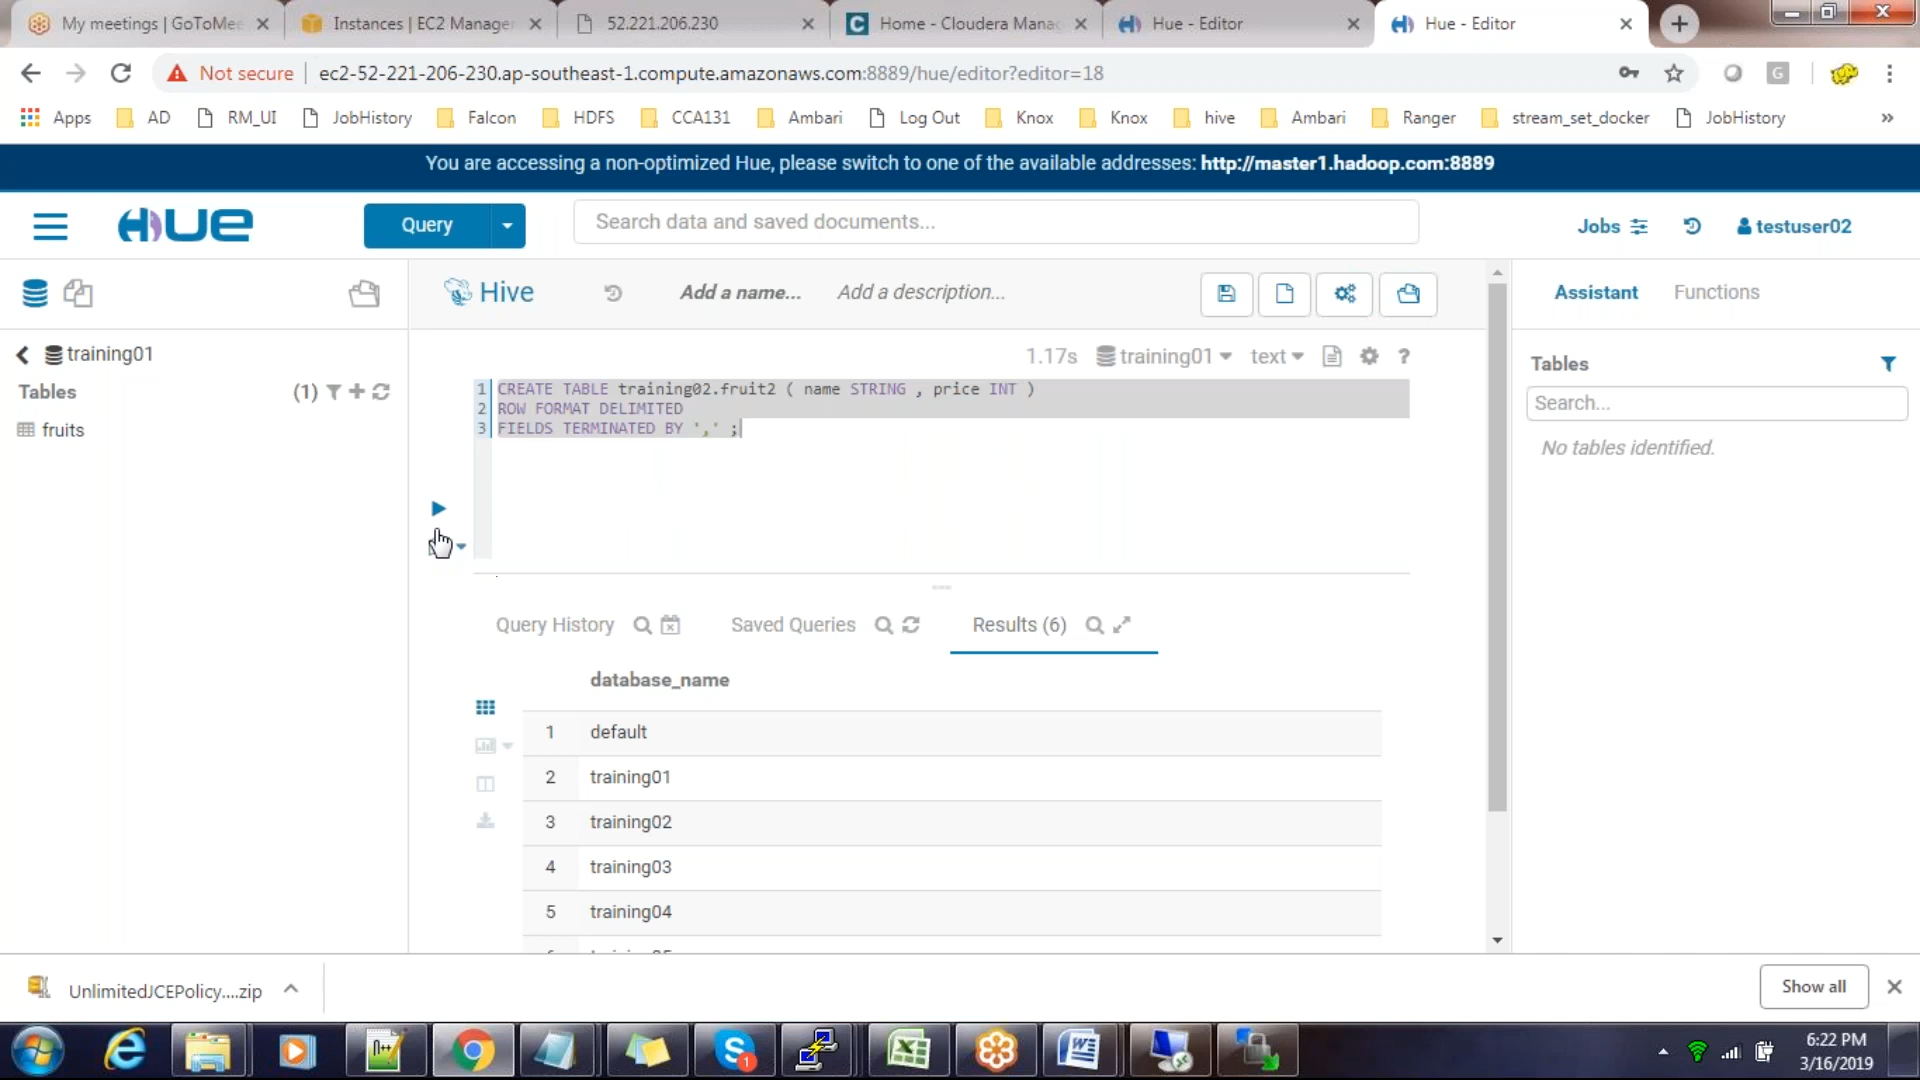 My meetings | GoToMee
Instances | EC2 Manager
52.221.206.230
Home - Cloudera Mana
Hue - Editor
Hue - Editor
Not secure
ec2-52-221-206-230.ap-southeast-1.compute.amazonaws.com:8889/hue/editor?editor=18
G
Apps
AD
RM_UI
JobHistory
Falcon
HDFS
CCA131
Ambari
Log Out
Knox
Knox
hive
Ambari
Ranger
stream_set_docker
JobHistory
»
You are accessing a non-optimized Hue, please switch to one of the available addresses: http://master1.hadoop.com:8889
HUE
Query
Search data and saved documents...
Jobs
testuser02
Hive
Add a name...
Add a description...
Assistant
Functions
training01
Tables
(1)
fruits
1.17s
training01
text
?
1 CREATE TABLE training02.fruit2 ( name STRING , price INT )
2 ROW FORMAT DELIMITED
3 FIELDS TERMINATED BY ',' ;
Tables
Search...
No tables identified.
Query History
Saved Queries
Results (6)
database_name
1 default
2 training01
3 training02
4 training03
5 training04
UnlimitedJCEPolicy....zip
Show all
6:22 PM
3/16/2019